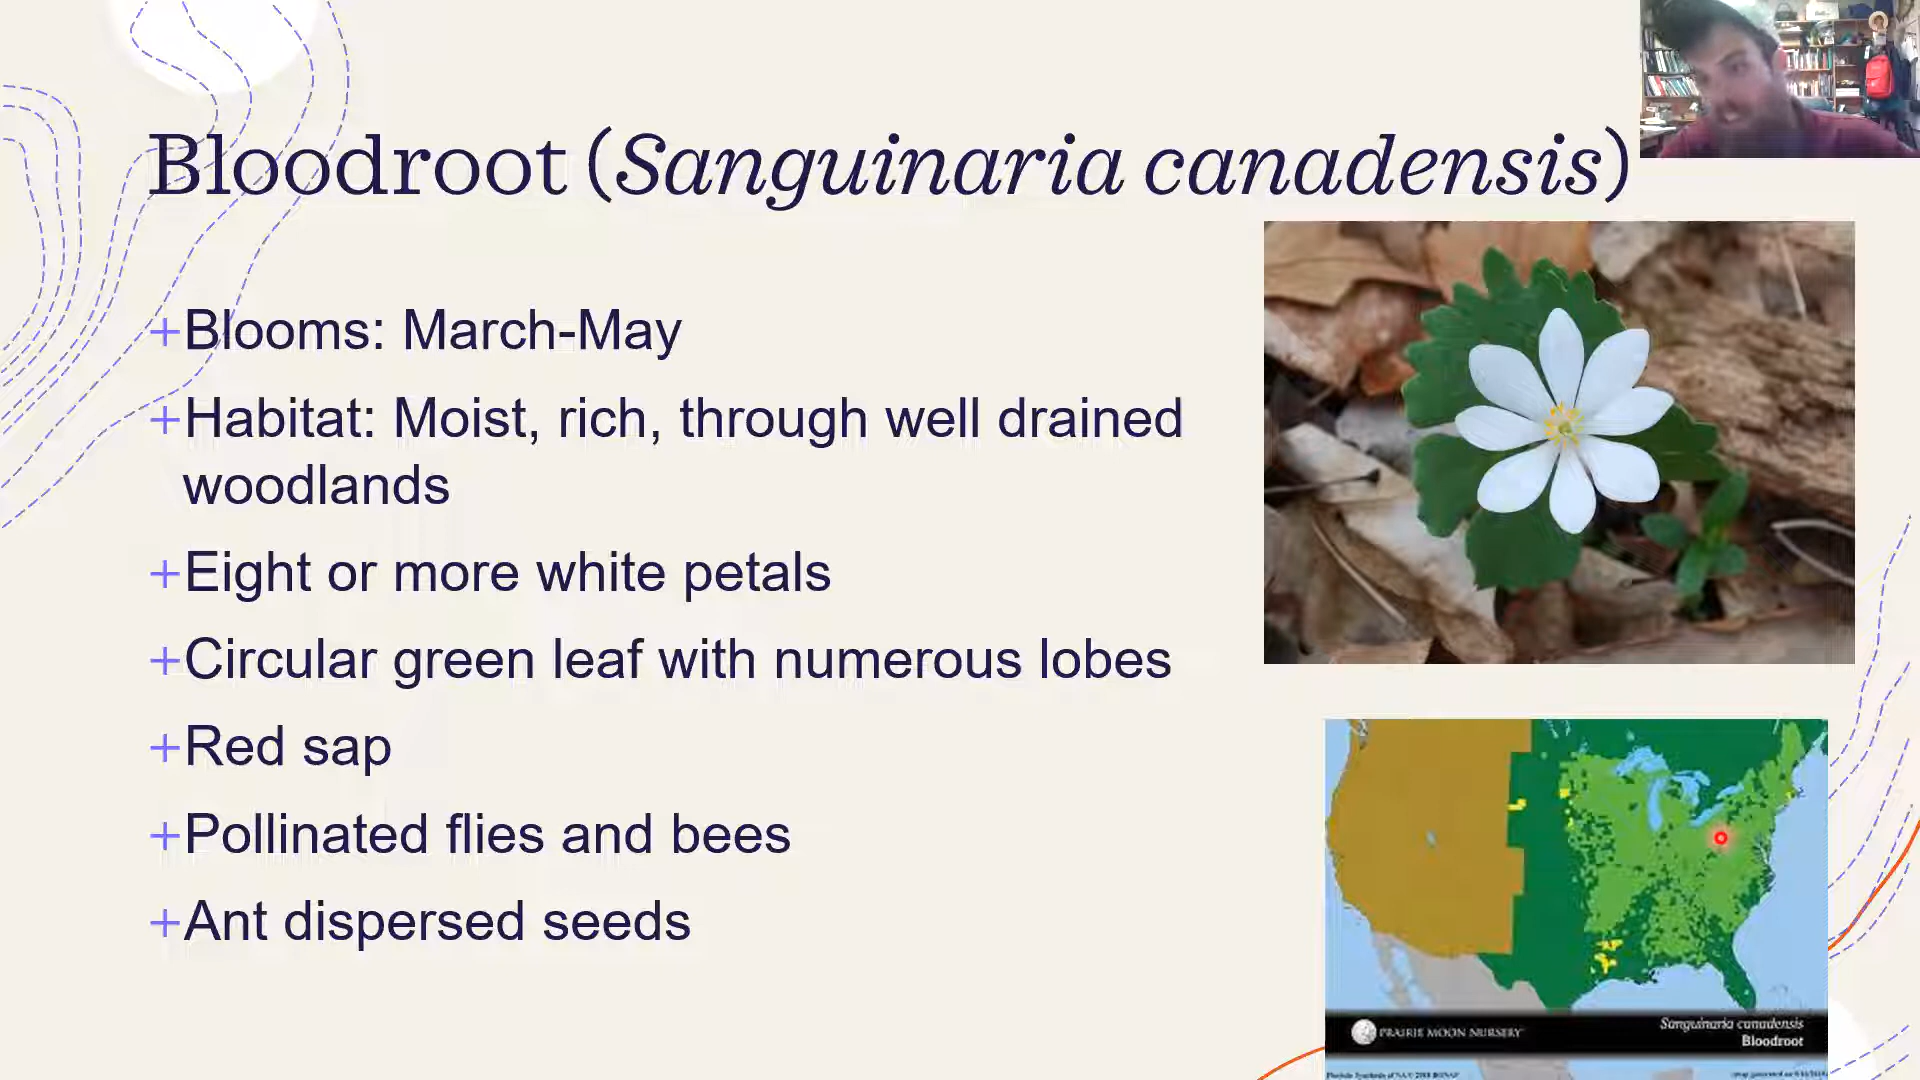 Bloodroot (Sanguinaria canadensis)
+Blooms: March-May
+Habitat: Moist, rich, through well drained
woodlands
+Eight or more white petals
+Circular green leaf with numerous lobes
+Red sap
+Pollinated flies and bees
+Ant dispersed seeds
PRAIRIE MOON NURSERY
Sanguinaria canadensis
Bloodroot